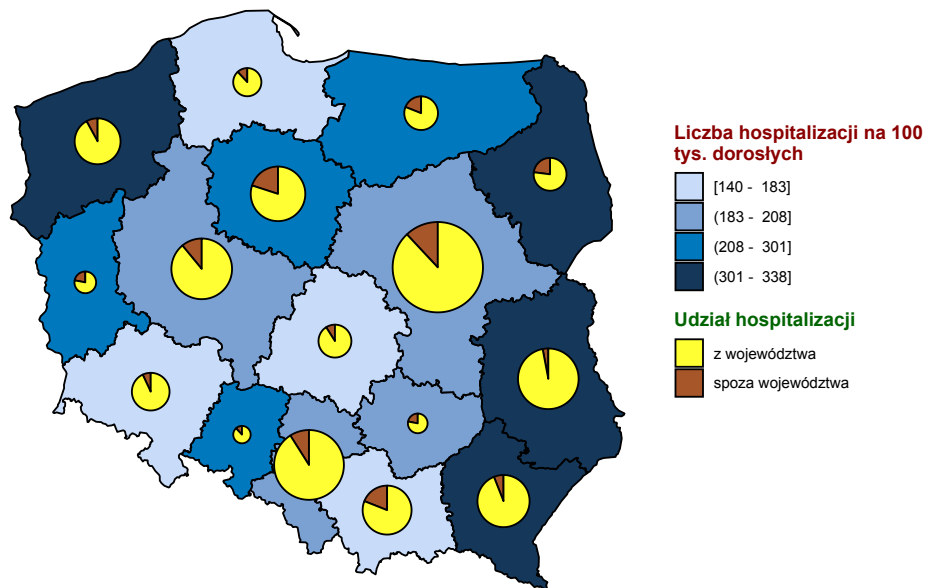 Liczba hospitalizacji na 100
tys. dorosłych
[140 - 183]
(183 - 208]
(208 - 301]
(301 - 338]
Udział hospitalizacji
z województwa
spoza województwa